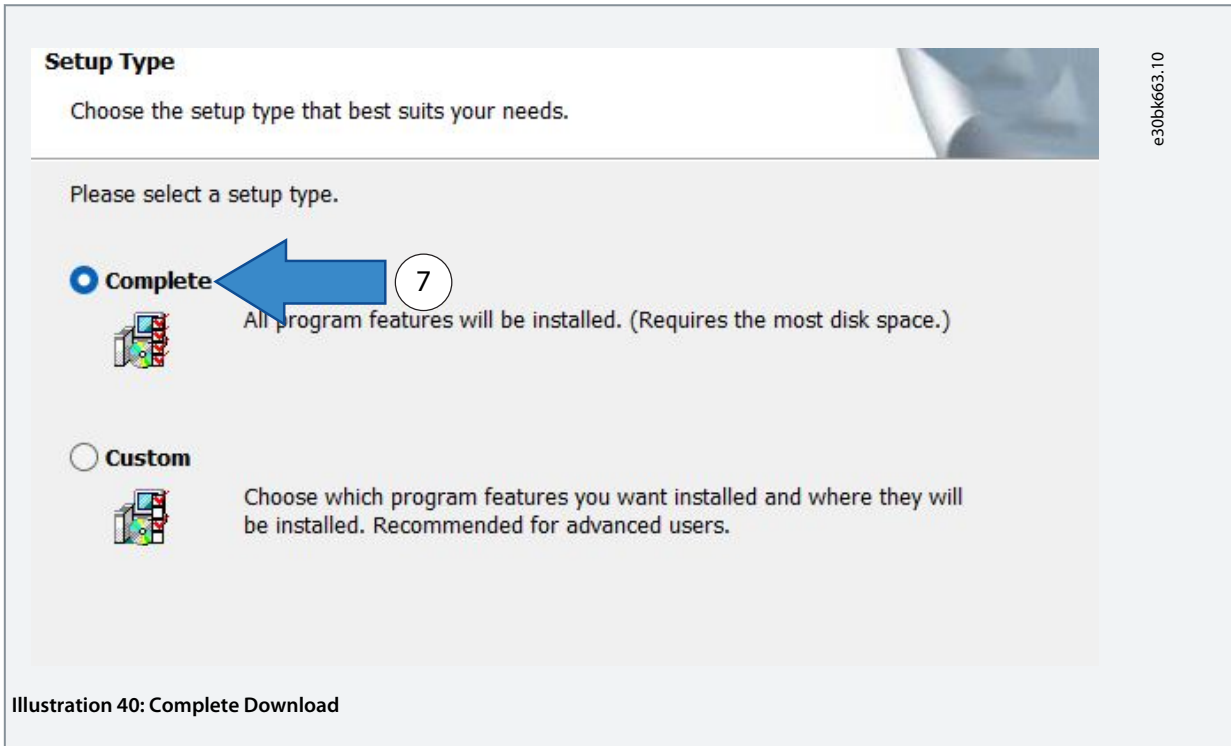 Setup Type
Choose the setup type that best suits your needs.
e30bk663.10
Please select a setup type.
Complete
7
All program features will be installed. (Requires the most disk space.)
Custom
Choose which program features you want installed and where they will
be installed. Recommended for advanced users.
Illustration 40: Complete Download